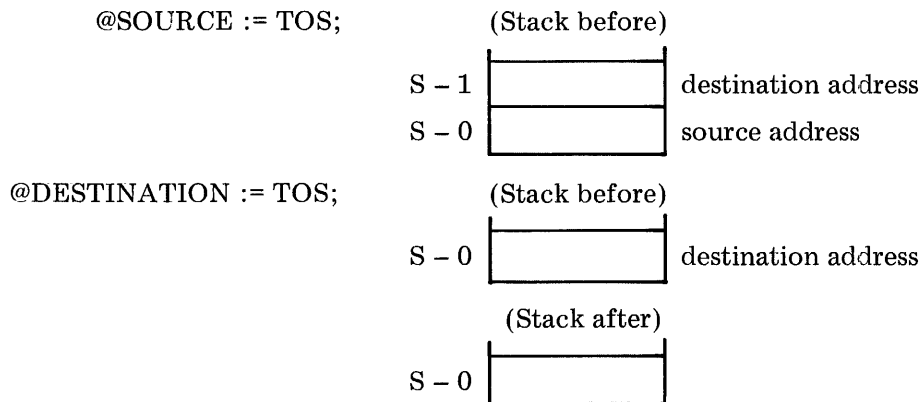 @SOURCE := TOS; (Stack before)
S – 1 destination address
S – 0 source address
@DESTINATION := TOS; (Stack before)
S – 0 destination address
(Stack after)
S – 0